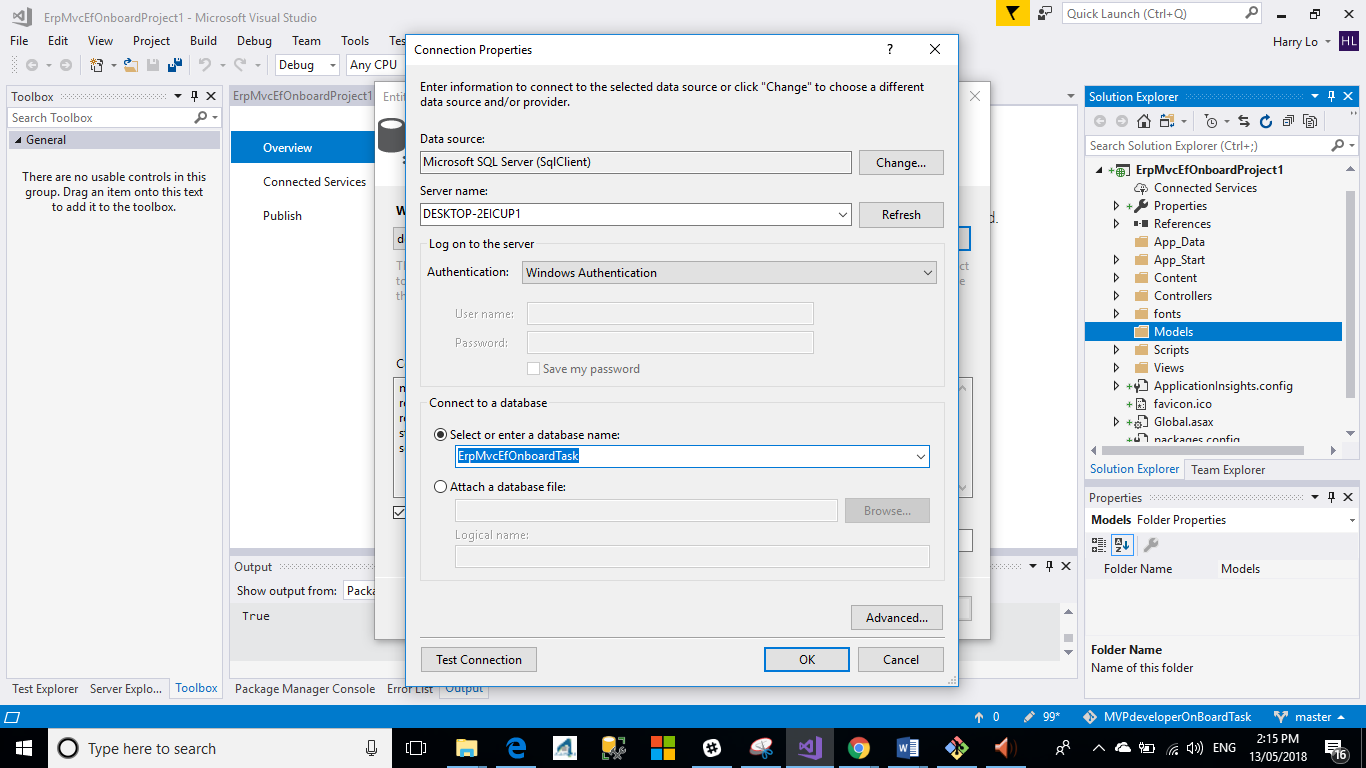 ErpMvcEfOnboardProject1 - Microsoft Visual Studio
Quick Launch (Ctrl+Q)
File Edit View Project Build Debug Team Tools
Harry Lo HL
Debug Any CPU
Toolbox
Search Toolbox
General
There are no usable controls in this
group. Drag an item onto this text
to add it to the toolbox.
ErpMvcEfOnboardProject1
Overview
Connected Services
Publish
Connection Properties
?
Enter information to connect to the selected data source or click "Change" to choose a different
data source and/or provider.
Data source:
Microsoft SQL Server (SqlClient)
Change...
Server name:
DESKTOP-2EICUP1
Refresh
Log on to the server
Authentication: Windows Authentication
User name:
Password:
Save my password
Connect to a database
Select or enter a database name:
ErpMvcEfOnboardTask
Attach a database file:
Browse...
Logical name:
Advanced...
Test Connection OK Cancel
Output
Show output from:
True
Solution Explorer
Search Solution Explorer (Ctrl+;)
ErpMvcEfOnboardProject1
Connected Services
Properties
References
App_Data
App_Start
Content
Controllers
fonts
Models
Scripts
Views
ApplicationInsights.config
favicon.ico
Global.asax
packages.config
Solution Explorer Team Explorer
Properties
Models Folder Properties
Folder Name Models
Folder Name
Name of this folder
Test Explorer Server Explo... Toolbox
Package Manager Console Error List Output
0 99* MVPdeveloperOnBoardTask master
Type here to search
ENG
2:15 PM
13/05/2018
16